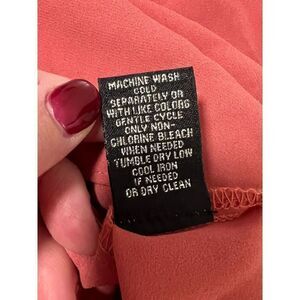 MACHINE WASH
COLD
SEPARATELY OR
WITH LIKE COLORS
GENTLE CYCLE
ONLY NON-
CHLORINE BLEACH
WHEN NEEDED
TUMBLE DRY LOW
COOL IRON
IF NEEDED
OR DRY CLEAN